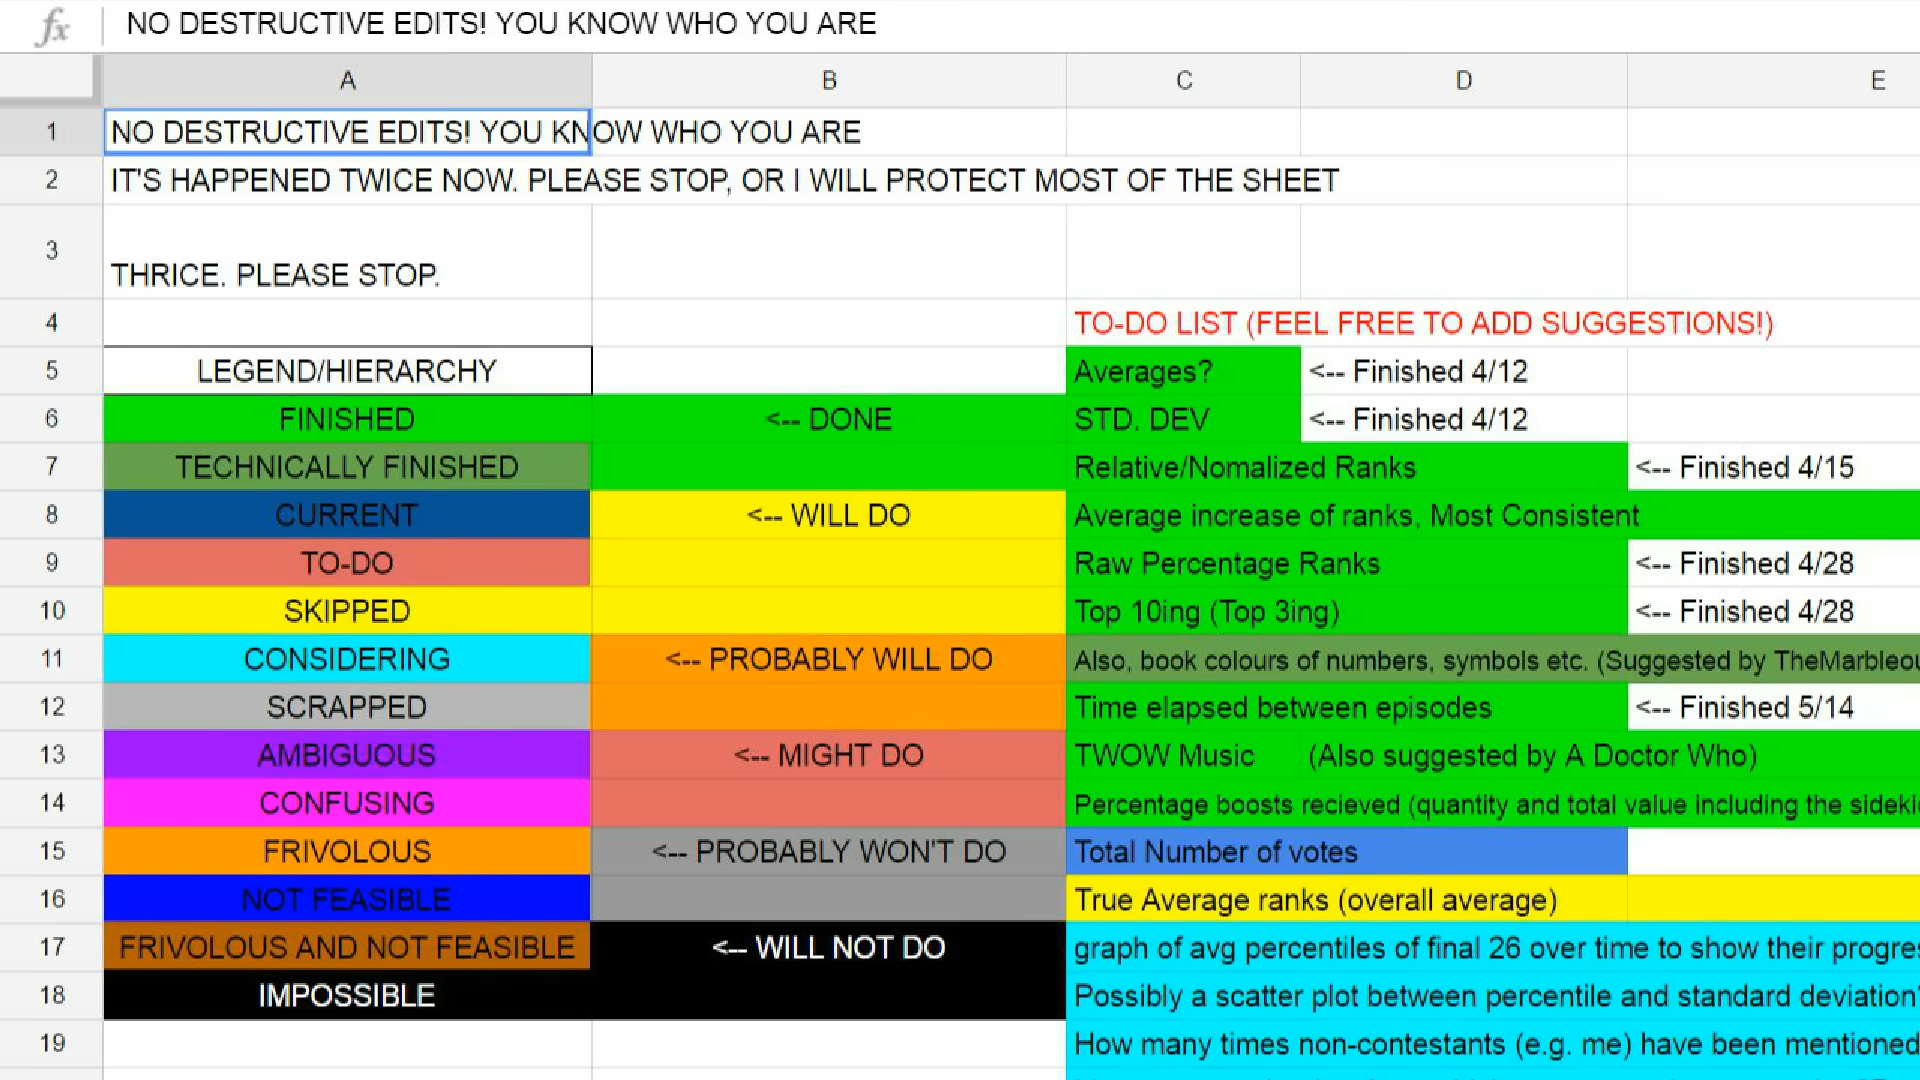 fx NO DESTRUCTIVE EDITS! YOU KNOW WHO YOU ARE
A B C D E
1 NO DESTRUCTIVE EDITS! YOU KNOW WHO YOU ARE
2 IT'S HAPPENED TWICE NOW. PLEASE STOP, OR I WILL PROTECT MOST OF THE SHEET
3 THRICE. PLEASE STOP.
4 TO-DO LIST (FEEL FREE TO ADD SUGGESTIONS!)
5 LEGEND/HIERARCHY Averages? <-- Finished 4/12
6 FINISHED <-- DONE STD. DEV <-- Finished 4/12
7 TECHNICALLY FINISHED Relative/Nomalized Ranks <-- Finished 4/15
8 CURRENT <-- WILL DO Average increase of ranks, Most Consistent
9 TO-DO Raw Percentage Ranks <-- Finished 4/28
10 SKIPPED Top 10ing (Top 3ing) <-- Finished 4/28
11 CONSIDERING <-- PROBABLY WILL DO Also, book colours of numbers, symbols etc. (Suggested by TheMarbleou
12 SCRAPPED Time elapsed between episodes <-- Finished 5/14
13 AMBIGUOUS <-- MIGHT DO TWOW Music (Also suggested by A Doctor Who)
14 CONFUSING Percentage boosts recieved (quantity and total value including the sideki
15 FRIVOLOUS <-- PROBABLY WON'T DO Total Number of votes
16 NOT FEASIBLE True Average ranks (overall average)
17 FRIVOLOUS AND NOT FEASIBLE <-- WILL NOT DO graph of avg percentiles of final 26 over time to show their progres
18 IMPOSSIBLE Possibly a scatter plot between percentile and standard deviation?
19 How many times non-contestants (e.g. me) have been mentioned